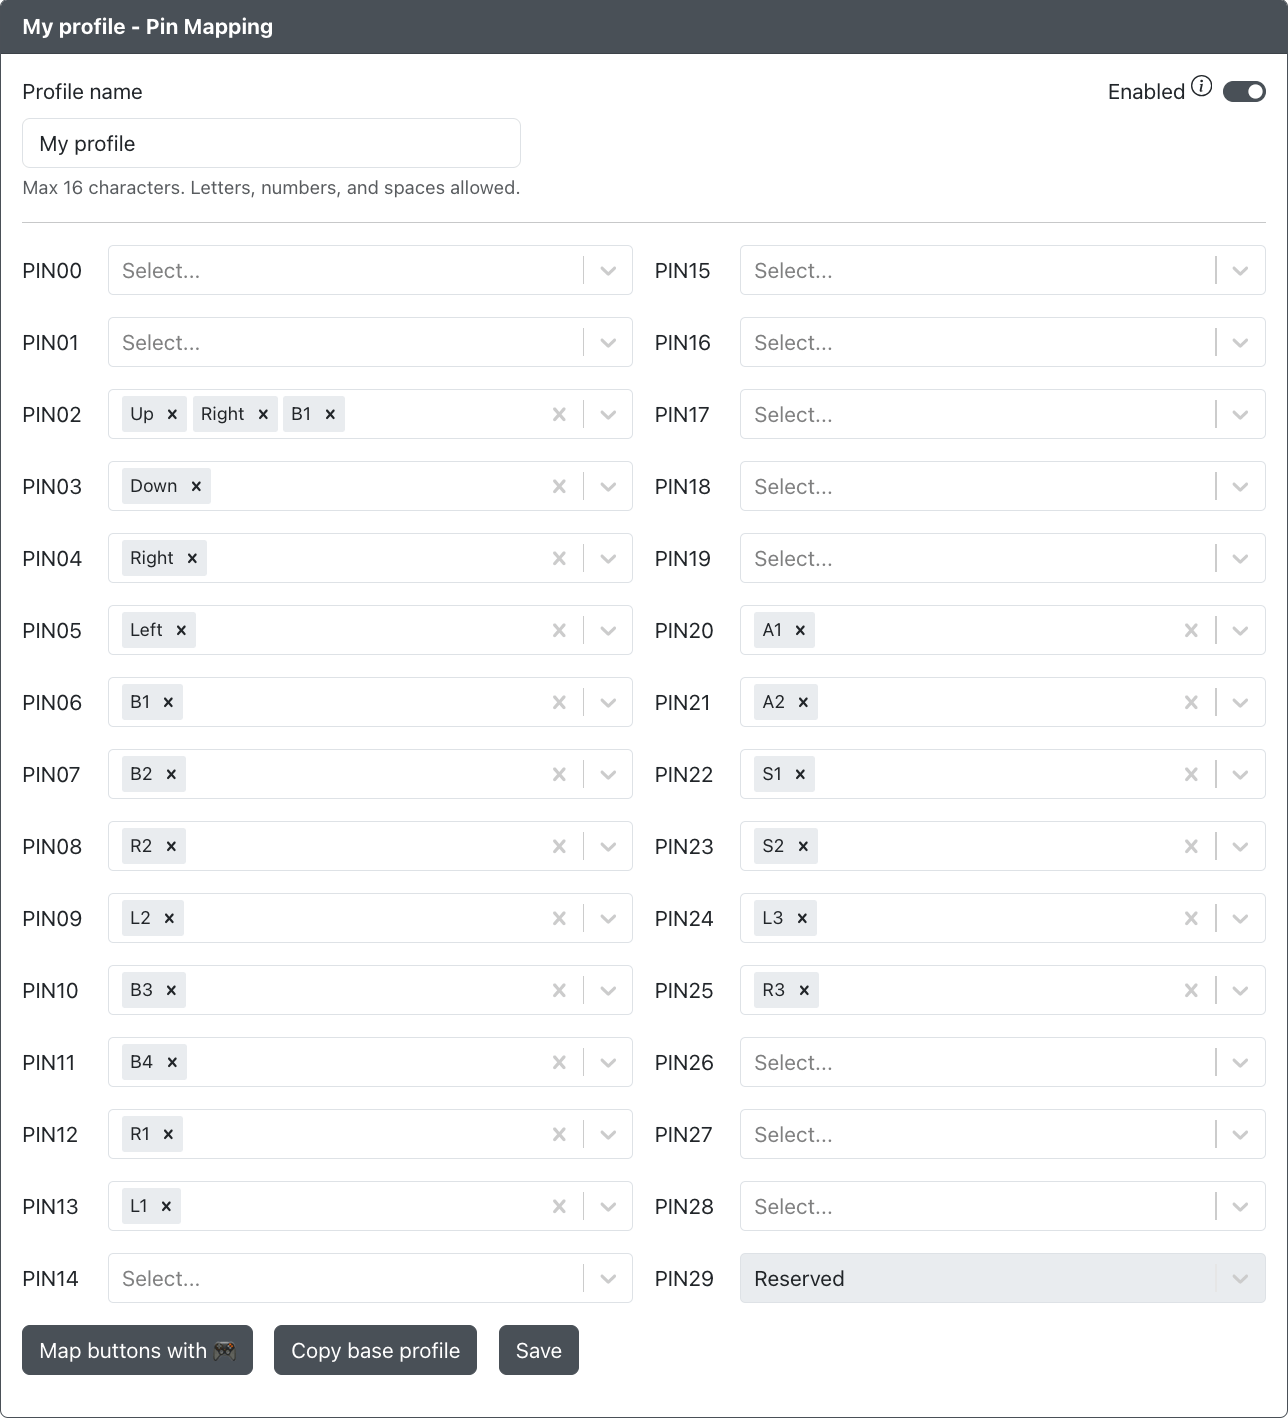 My profile - Pin Mapping
Profile name
Enabled
My profile
Max 16 characters. Letters, numbers, and spaces allowed.
PIN00 Select... PIN15 Select...
PIN01 Select... PIN16 Select...
PIN02 Up Right B1 PIN17 Select...
PIN03 Down PIN18 Select...
PIN04 Right PIN19 Select...
PIN05 Left PIN20 A1
PIN06 B1 PIN21 A2
PIN07 B2 PIN22 S1
PIN08 R2 PIN23 S2
PIN09 L2 PIN24 L3
PIN10 B3 PIN25 R3
PIN11 B4 PIN26 Select...
PIN12 R1 PIN27 Select...
PIN13 L1 PIN28 Select...
PIN14 Select... PIN29 Reserved
Map buttons with 🎮 Copy base profile Save